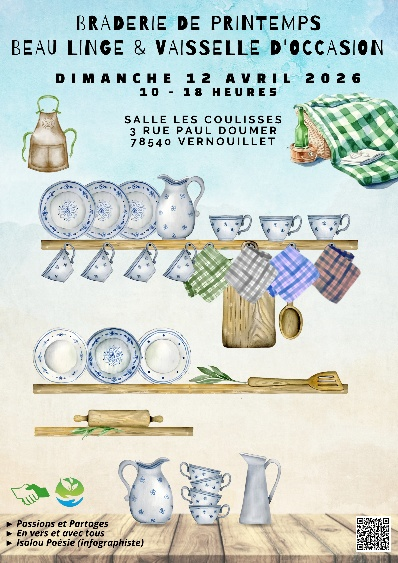 BRADERIE DE PRINTEMPS
BEAU LINGE & VAISSELLE D'OCCASION
DIMANCHE 12 AVRIL 2026
10 - 18 HEURES
SALLE LES COULISSES
3 RUE PAUL DOUMER
78540 VERNOUILLET
► Passions et Partages
► En vers et avec tous
► Isalou Poésie (infographiste)